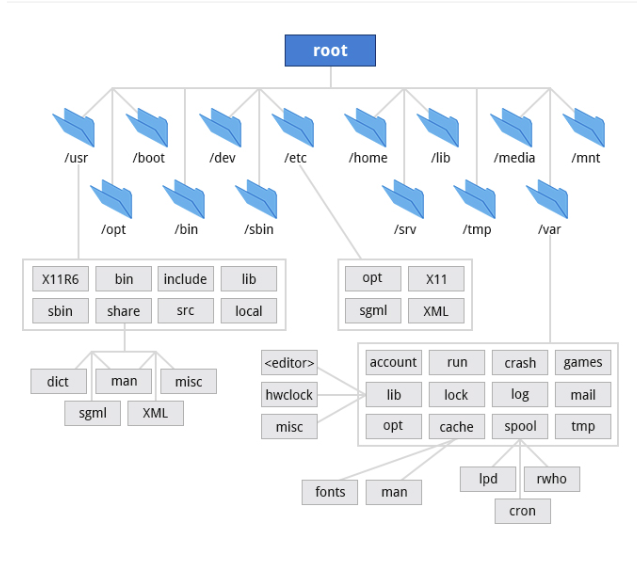 root
/usr
/boot
/dev
/etc
/home
/lib
/media
/mnt
/opt
/bin
/sbin
/srv
/tmp
/var
X11R6 bin include lib
sbin share src local
opt X11
sgml XML
dict man misc
sgml XML
<editor>
hwclock
misc
account run crash games
lib lock log mail
opt cache spool tmp
fonts man
lpd rwho
cron